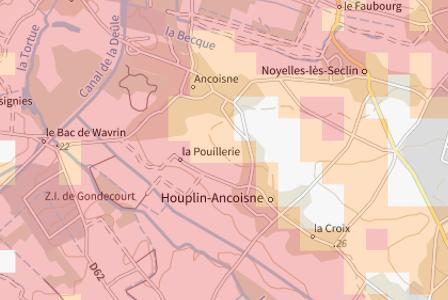 le Faubourg
la Tortue
Canal de la Deûle
la Becque
Noyelles-lès-Seclin
Ancoisne
signies
le Bac de Wavrin
22
la Pouillerie
Z.I. de Gondecourt
Houplin-Ancoisne
la Croix
26
D62